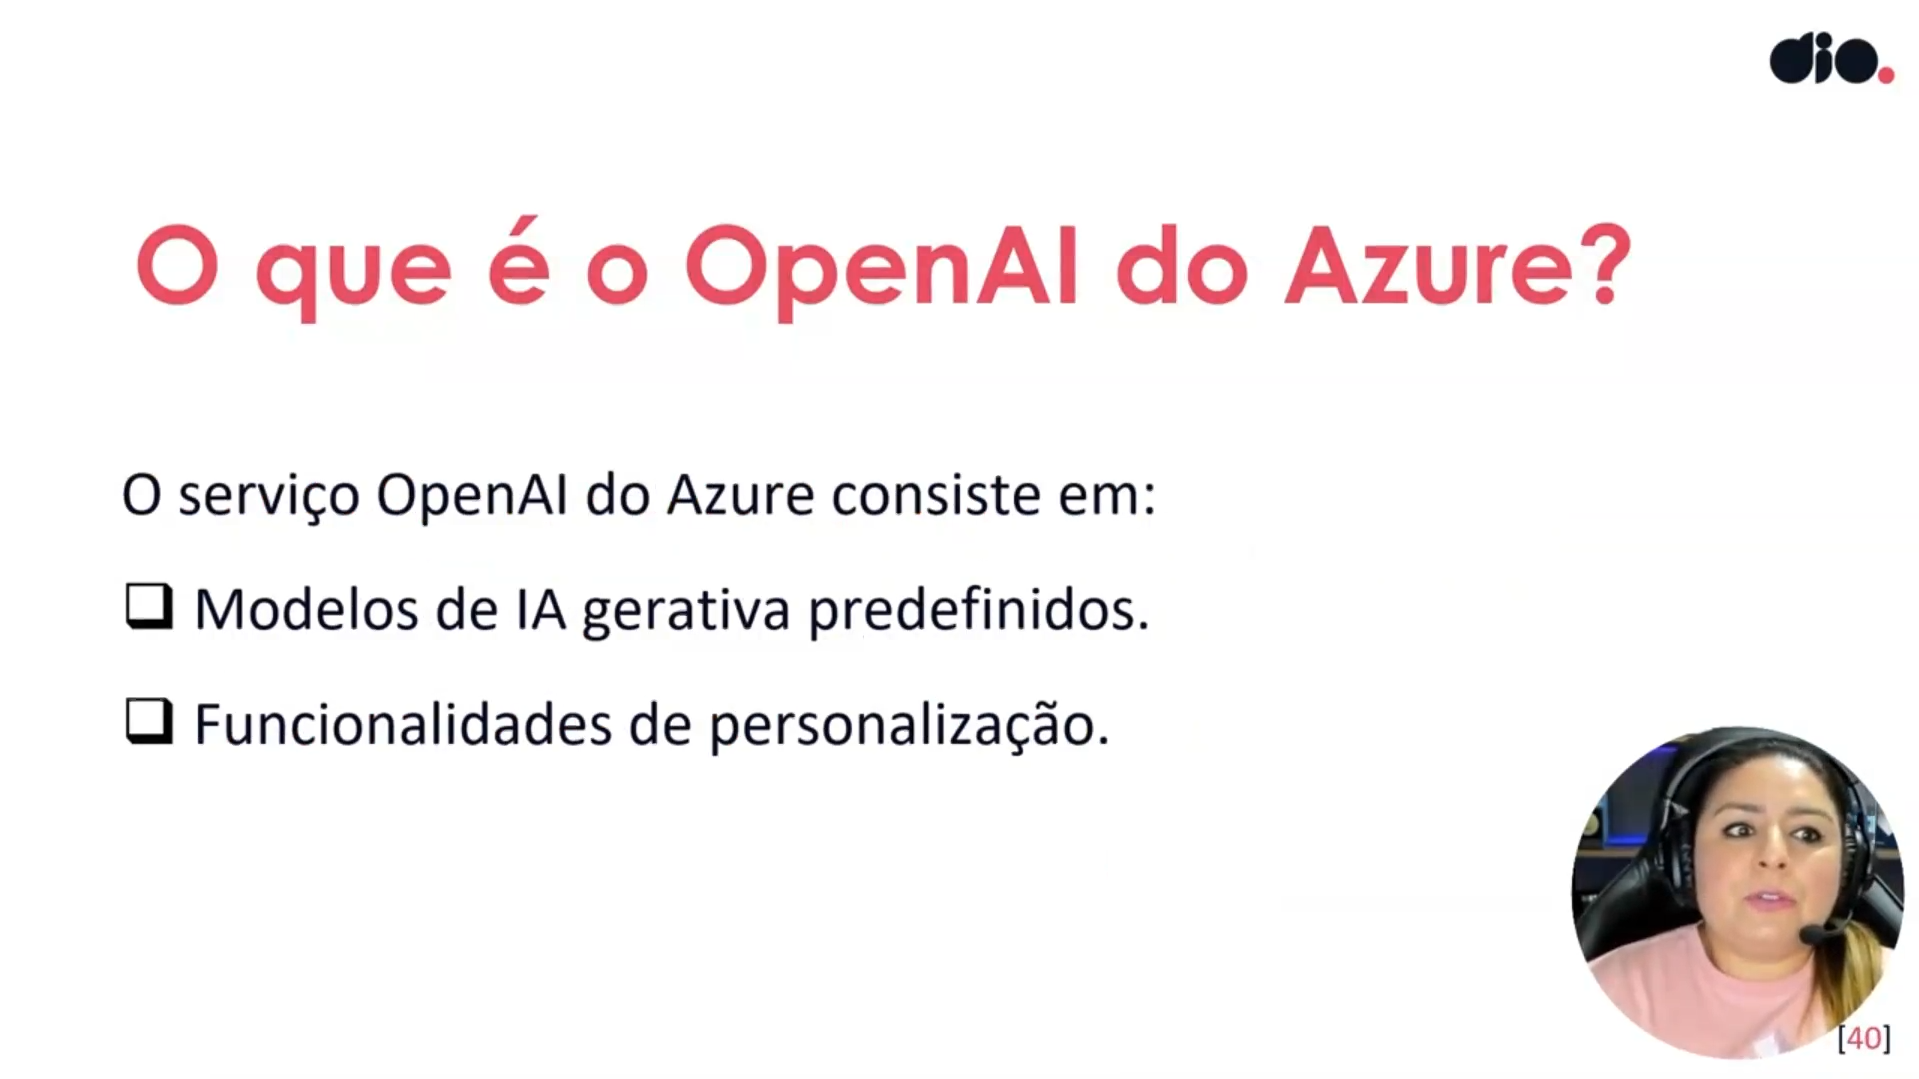 dio.
O que é o OpenAI do Azure?
O serviço OpenAI do Azure consiste em:
Modelos de IA gerativa predefinidos.
Funcionalidades de personalização.
[40]